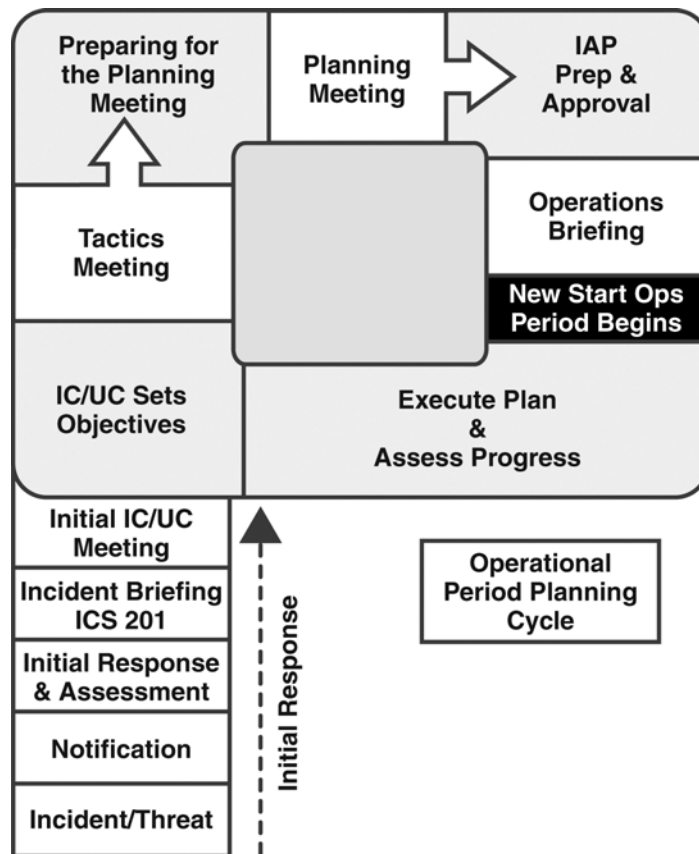 Preparing for
the Planning
Meeting
Planning
Meeting
IAP
Prep &
Approval
Tactics
Meeting
Operations
Briefing
New Start Ops
Period Begins
IC/UC Sets
Objectives
Execute Plan
&
Assess Progress
Initial IC/UC
Meeting
Incident Briefing
ICS 201
Initial Response
& Assessment
Notification
Incident/Threat
Initial Response
Operational
Period Planning
Cycle